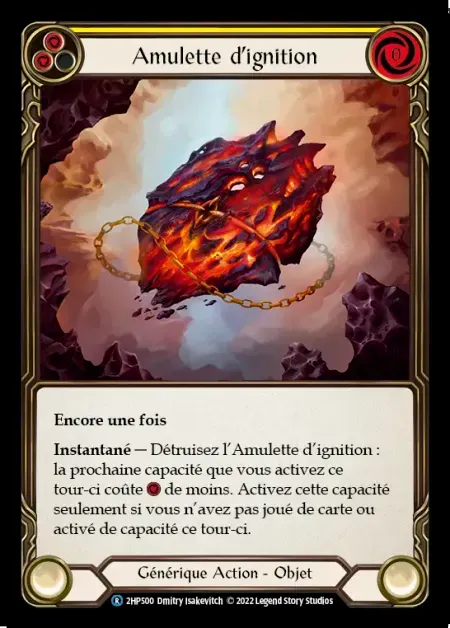 0
Amulette d'ignition
Encore une fois
Instantané — Détruisez l'Amulette d'ignition :
la prochaine capacité que vous activez ce
tour-ci coûte de moins. Activez cette capacité
seulement si vous n'avez pas joué de carte ou
activé de capacité ce tour-ci.
Générique Action - Objet
R 2HP500 Dmitry Isakevitch © 2022 Legend Story Studios